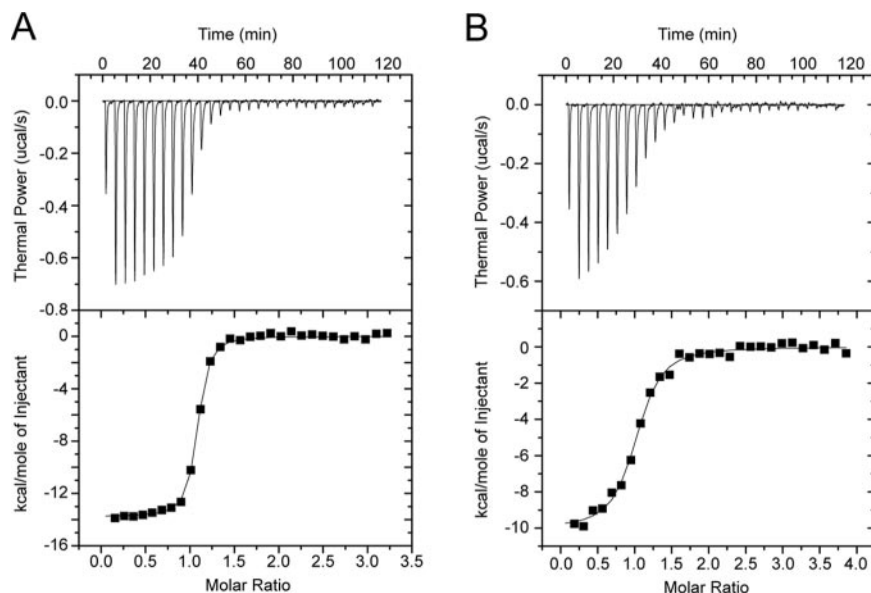 A
Time (min)
0 20 40 60 80 100 120
0.0
-0.2
-0.4
-0.6
-0.8
Thermal Power (ucal/s)
0
-4
-8
-12
-16
kcal/mole of Injectant
0.0 0.5 1.0 1.5 2.0 2.5 3.0 3.5
Molar Ratio
B
Time (min)
0 20 40 60 80 100 120
0.0
-0.2
-0.4
-0.6
Thermal Power (ucal/s)
0
-2
-4
-6
-8
-10
kcal/mole of Injectant
0.0 0.5 1.0 1.5 2.0 2.5 3.0 3.5 4.0
Molar Ratio